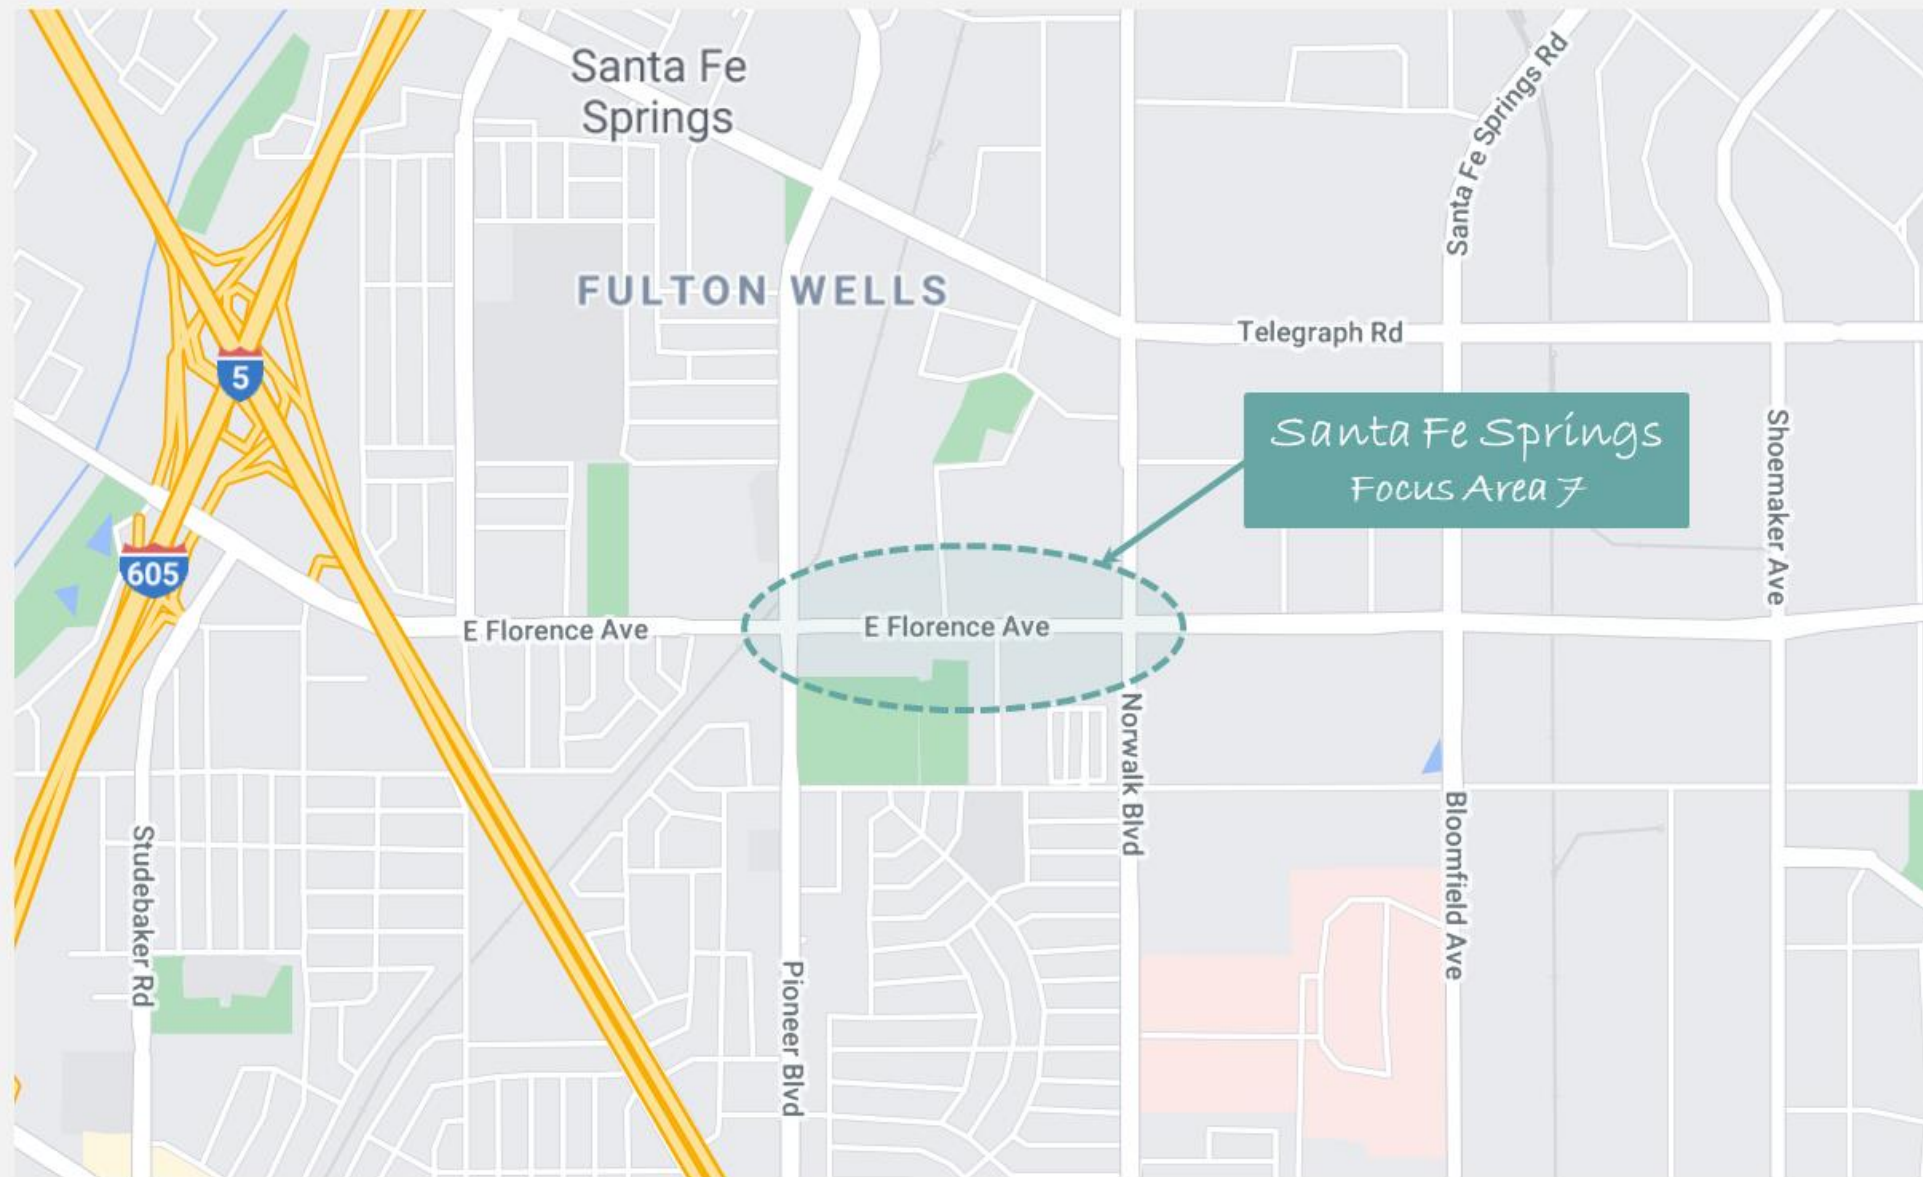 Santa Fe
Springs
Santa Fe Springs Rd
FULTON WELLS
Telegraph Rd
5
Santa Fe Springs
Focus Area 7
Shoemaker Ave
605
E Florence Ave
E Florence Ave
Norwalk Blvd
Bloomfield Ave
Studebaker Rd
Pioneer Blvd